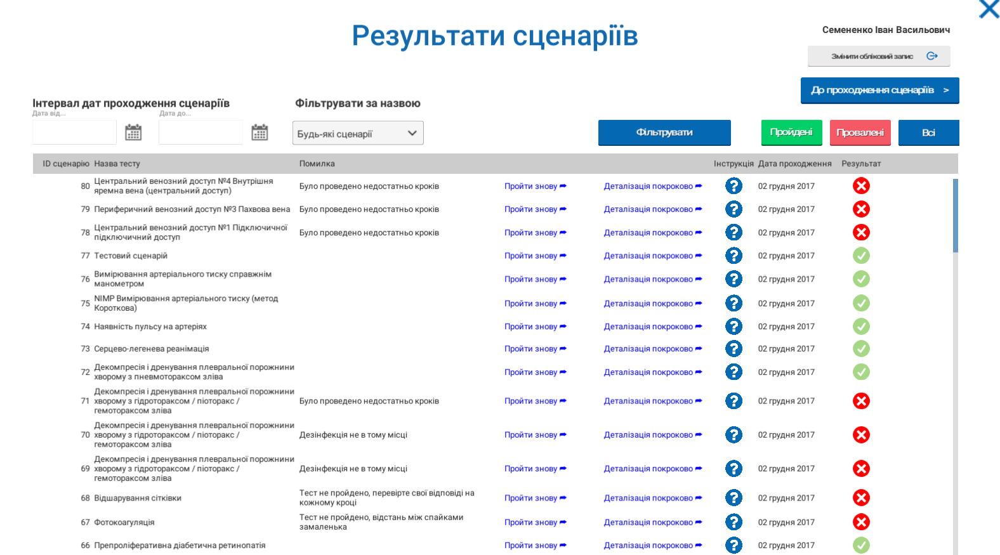 Результати сценаріїв
Семененко Іван Васильович
Змінити обліковий запис
До проходження сценаріїв >
Інтервал дат проходження сценаріїв
Фільтрувати за назвою
Дата від...
Дата до...
Будь-які сценарії
Фільтрувати
Пройдені
Провалені
Всі
ID сценарію Назва тесту Помилка Інструкція Дата проходження Результат
80 Центральний венозний доступ №4 Внутрішня
яремна вена (центральний доступ)
Було проведено недостатньо кроків Пройти знову Деталізація покроково ? 02 грудня 2017
79 Периферичний венозний доступ №3 Пахвова вена Було проведено недостатньо кроків Пройти знову Деталізація покроково ? 02 грудня 2017
78 Центральний венозний доступ №1 Підключичної
підключичний доступ
Було проведено недостатньо кроків Пройти знову Деталізація покроково ? 02 грудня 2017
77 Тестовий сценарій Пройти знову Деталізація покроково ? 02 грудня 2017
76 Вимірювання артеріального тиску справжнім
манометром
Пройти знову Деталізація покроково ? 02 грудня 2017
75 NIMP Вимірювання артеріального тиску (метод
Короткова)
Пройти знову Деталізація покроково ? 02 грудня 2017
74 Наявність пульсу на артеріях Пройти знову Деталізація покроково ? 02 грудня 2017
73 Серцево-легенева реанімація Пройти знову Деталізація покроково ? 02 грудня 2017
72 Декомпресія і дренування плевральної порожнини
хворому з пневмотораксом зліва
Пройти знову Деталізація покроково ? 02 грудня 2017
71 Декомпресія і дренування плевральної порожнини
хворому з гідротораксом / піоторакс /
гемотораксом зліва
Було проведено недостатньо кроків Пройти знову Деталізація покроково ? 02 грудня 2017
70 Декомпресія і дренування плевральної порожнини
хворому з гідротораксом / піоторакс /
гемотораксом зліва
Дезінфекція не в тому місці Пройти знову Деталізація покроково ? 02 грудня 2017
69 Декомпресія і дренування плевральної порожнини
хворому з гідротораксом / піоторакс /
гемотораксом зліва
Дезінфекція не в тому місці Пройти знову Деталізація покроково ? 02 грудня 2017
68 Відшарування сітківки
Тест не пройдено, перевірте свої відповіді на
кожному кроці
Пройти знову Деталізація покроково ? 02 грудня 2017
67 Фотокоагуляція
Тест не пройдено, відстань між спайками
замаленька
Пройти знову Деталізація покроково ? 02 грудня 2017
66 Препроліферативна діабетична ретинопатія Пройти знову Деталізація покроково ? 02 грудня 2017